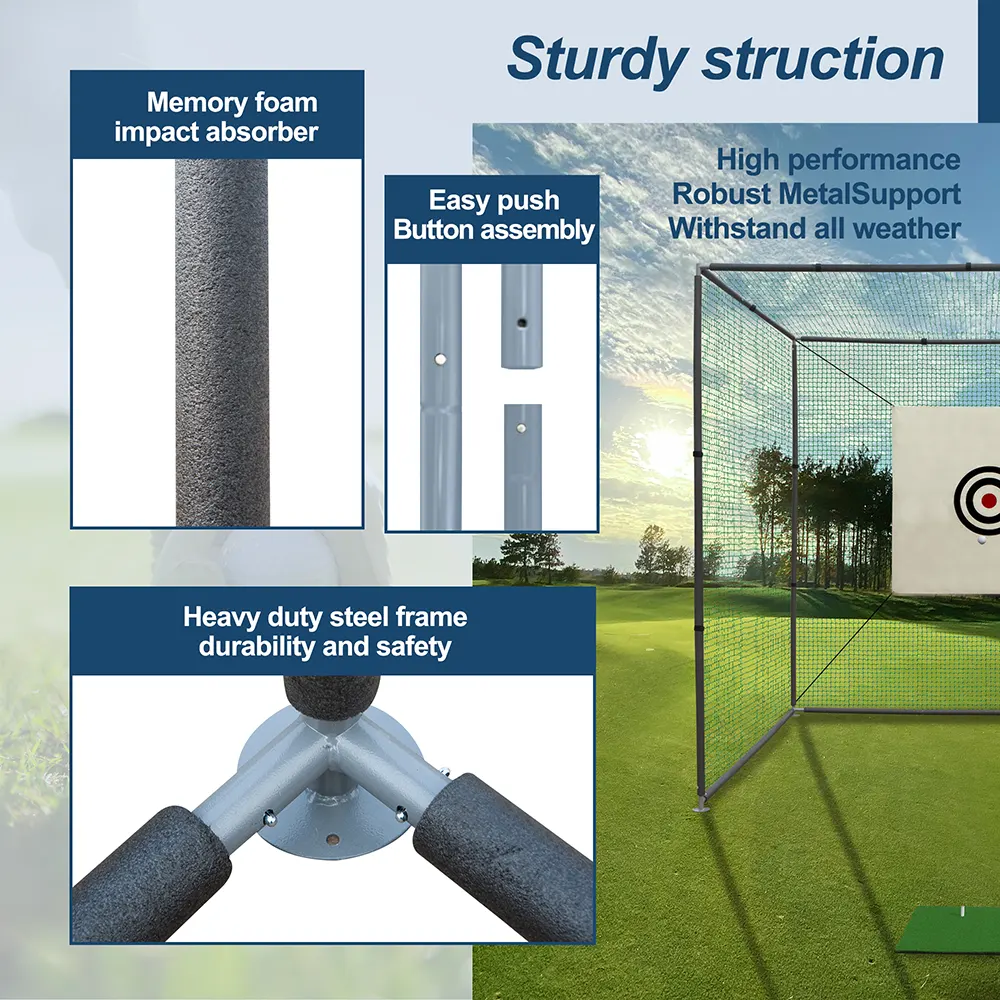 Sturdy struction
High performance
Robust MetalSupport
Withstand all weather
Memory foam
impact absorber
Easy push
Button assembly
Heavy duty steel frame
durability and safety